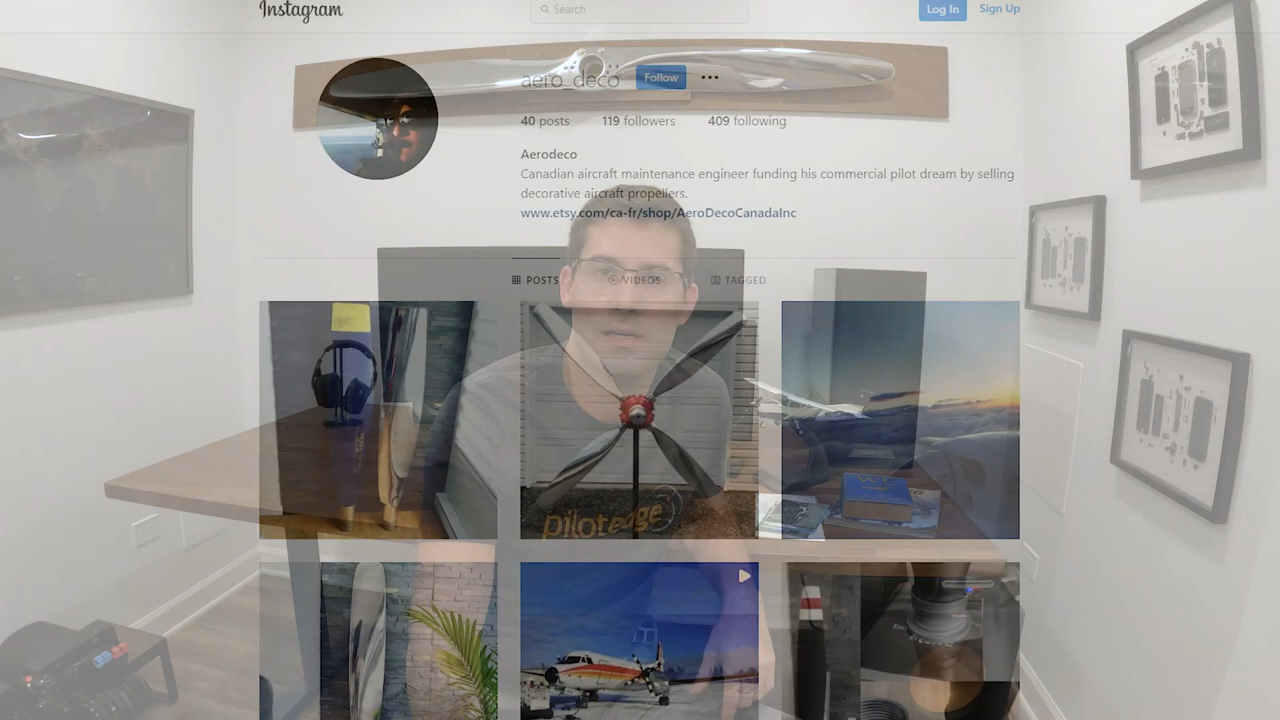 Instagram
Search
Log In
Sign Up
aero_deco
Follow
40 posts 119 followers 409 following
Aerodeco
Canadian aircraft maintenance engineer funding his commercial pilot dream by selling
decorative aircraft propellers.
www.etsy.com/ca-fr/shop/AeroDecoCanadaInc
POSTS VIDEOS TAGGED
pilotedge